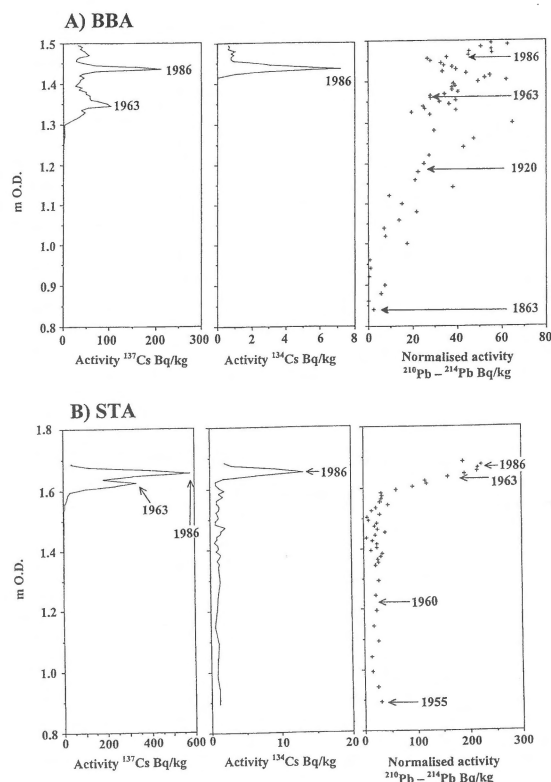 A) BBA
1.5
1.4
1.3
1.2
1.1
1.0
0.9
0.8
m O.D.
1986
1963
0 100 200 300
Activity ¹³⁷Cs Bq/kg
1986
0 2 4 6 8
Activity ¹³⁴Cs Bq/kg
1986
1963
1920
1863
0 20 40 60 80
Normalised activity
²¹⁰Pb – ²¹⁴Pb Bq/kg
B) STA
1.8
1.6
1.4
1.2
1.0
0.8
m O.D.
1963
1986
0 200 400 600
Activity ¹³⁷Cs Bq/kg
1986
0 10 20
Activity ¹³⁴Cs Bq/kg
1986
1963
1960
1955
0 100 200 300
Normalised activity
²¹⁰Pb – ²¹⁴Pb Bq/kg